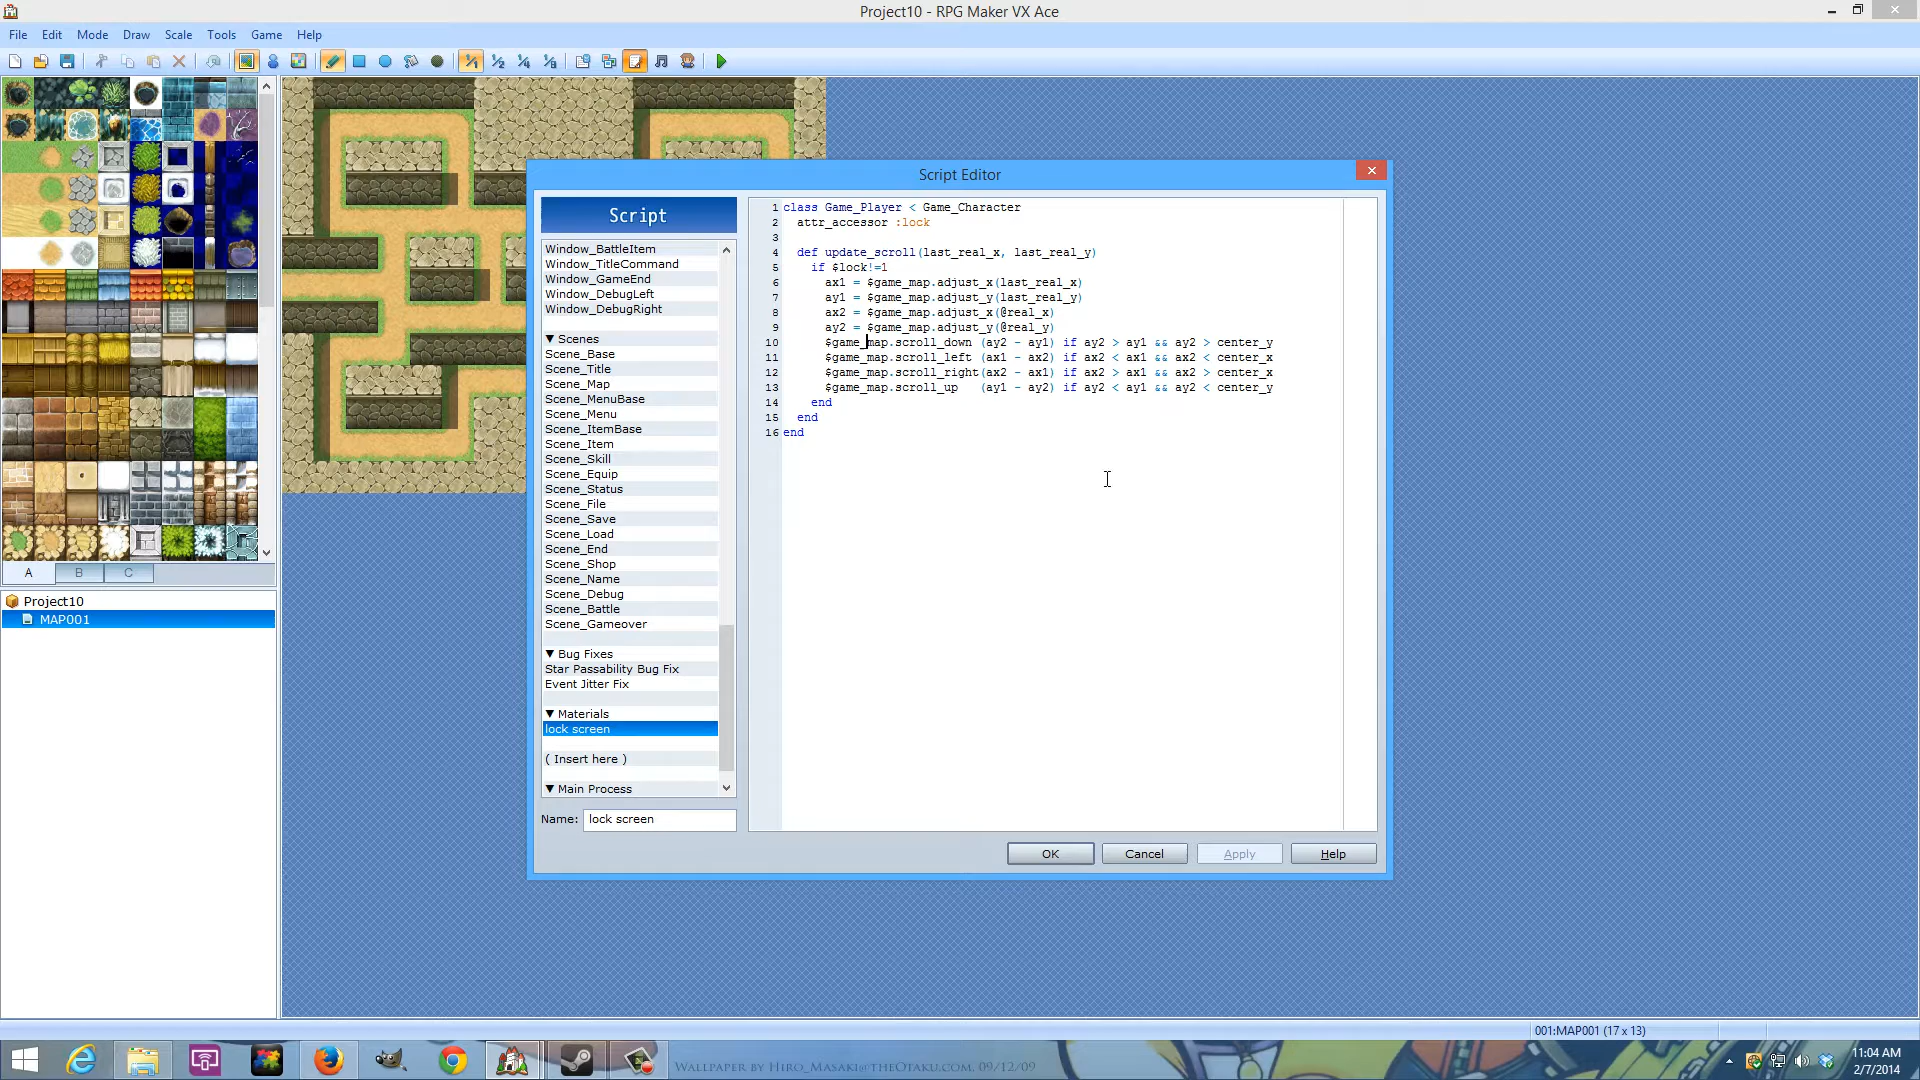 Project10 - RPG Maker VX Ace
File Edit Mode Draw Scale Tools Game Help
Script Editor
Script
Window_BattleItem
Window_TitleCommand
Window_GameEnd
Window_DebugLeft
Window_DebugRight
▼ Scenes
Scene_Base
Scene_Title
Scene_Map
Scene_MenuBase
Scene_Menu
Scene_ItemBase
Scene_Item
Scene_Skill
Scene_Equip
Scene_Status
Scene_File
Scene_Save
Scene_Load
Scene_End
Scene_Shop
Scene_Name
Scene_Debug
Scene_Battle
Scene_Gameover
▼ Bug Fixes
Star Passability Bug Fix
Event Jitter Fix
▼ Materials
lock screen
( Insert here )
▼ Main Process
Name: lock screen
1 class Game_Player < Game_Character
2 attr_accessor :lock
3
4 def update_scroll(last_real_x, last_real_y)
5 if $lock!=1
6 ax1 = $game_map.adjust_x(last_real_x)
7 ay1 = $game_map.adjust_y(last_real_y)
8 ax2 = $game_map.adjust_x(@real_x)
9 ay2 = $game_map.adjust_y(@real_y)
10 $game_map.scroll_down (ay2 - ay1) if ay2 > ay1 && ay2 > center_y
11 $game_map.scroll_left (ax1 - ax2) if ax2 < ax1 && ax2 < center_x
12 $game_map.scroll_right(ax2 - ax1) if ax2 > ax1 && ax2 > center_x
13 $game_map.scroll_up (ay1 - ay2) if ay2 < ay1 && ay2 < center_y
14 end
15 end
16 end
OK Cancel Apply Help
A B C
Project10
MAP001
001:MAP001 (17 x 13)
Wallpaper by Hiro_Masaki@theOtaku.com, 09/12/09
11:04 AM
2/7/2014